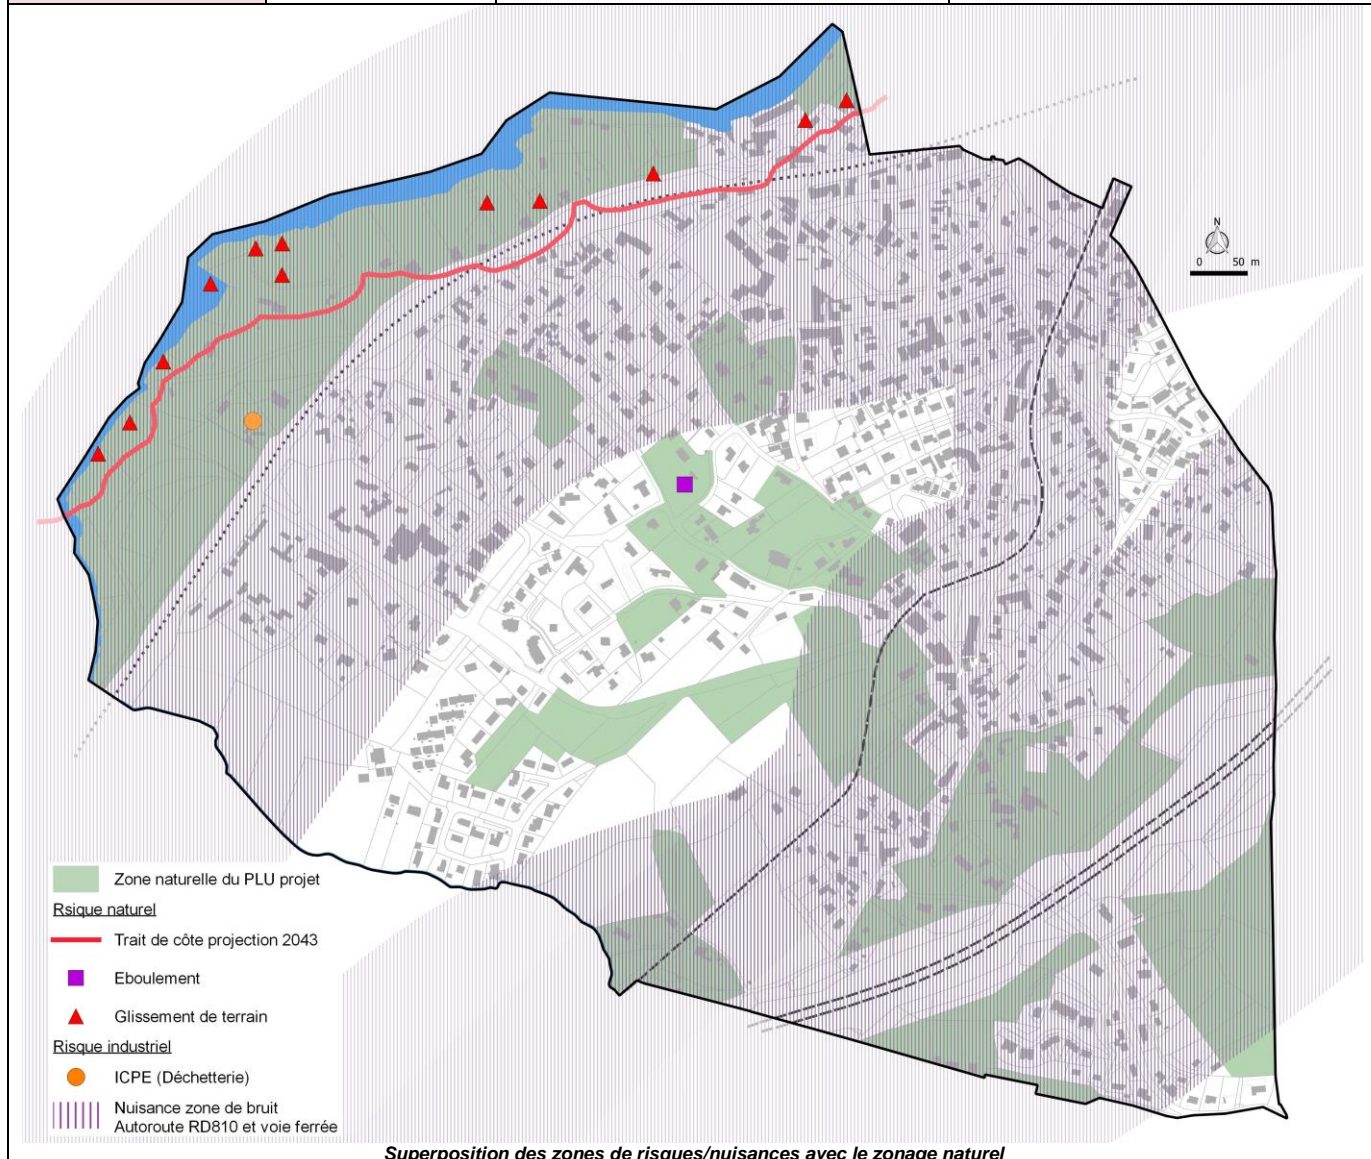 N
0 50 m
Zone naturelle du PLU projet
Rsique naturel
Trait de côte projection 2043
Eboulement
Glissement de terrain
Risque industriel
ICPE (Déchetterie)
Nuisance zone de bruit
Autoroute RD810 et voie ferrée
Superposition des zones de risques/nuisances avec le zonage naturel